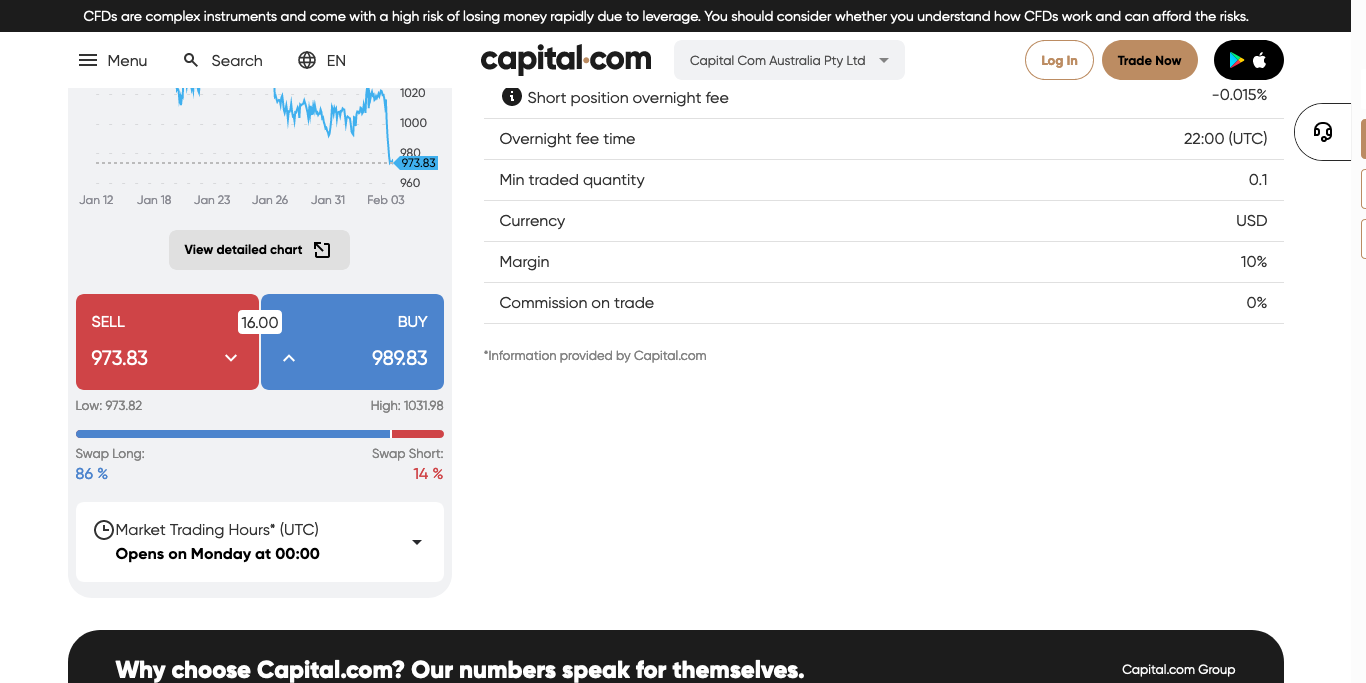 CFDs are complex instruments and come with a high risk of losing money rapidly due to leverage. You should consider whether you understand how CFDs work and can afford the risks.
Menu
Search
EN
capital.com
Capital Com Australia Pty Ltd
Log In
Trade Now
1020
1000
980
973.83
960
Jan 12
Jan 18
Jan 23
Jan 26
Jan 31
Feb 03
View detailed chart
SELL
16.00
BUY
973.83
989.83
Low: 973.82
High: 1031.98
Swap Long:
Swap Short:
86 %
14 %
Market Trading Hours* (UTC)
Opens on Monday at 00:00
Short position overnight fee
-0.015%
Overnight fee time
22:00 (UTC)
Min traded quantity
0.1
Currency
USD
Margin
10%
Commission on trade
0%
*Information provided by Capital.com
Why choose Capital.com? Our numbers speak for themselves.
Capital.com Group